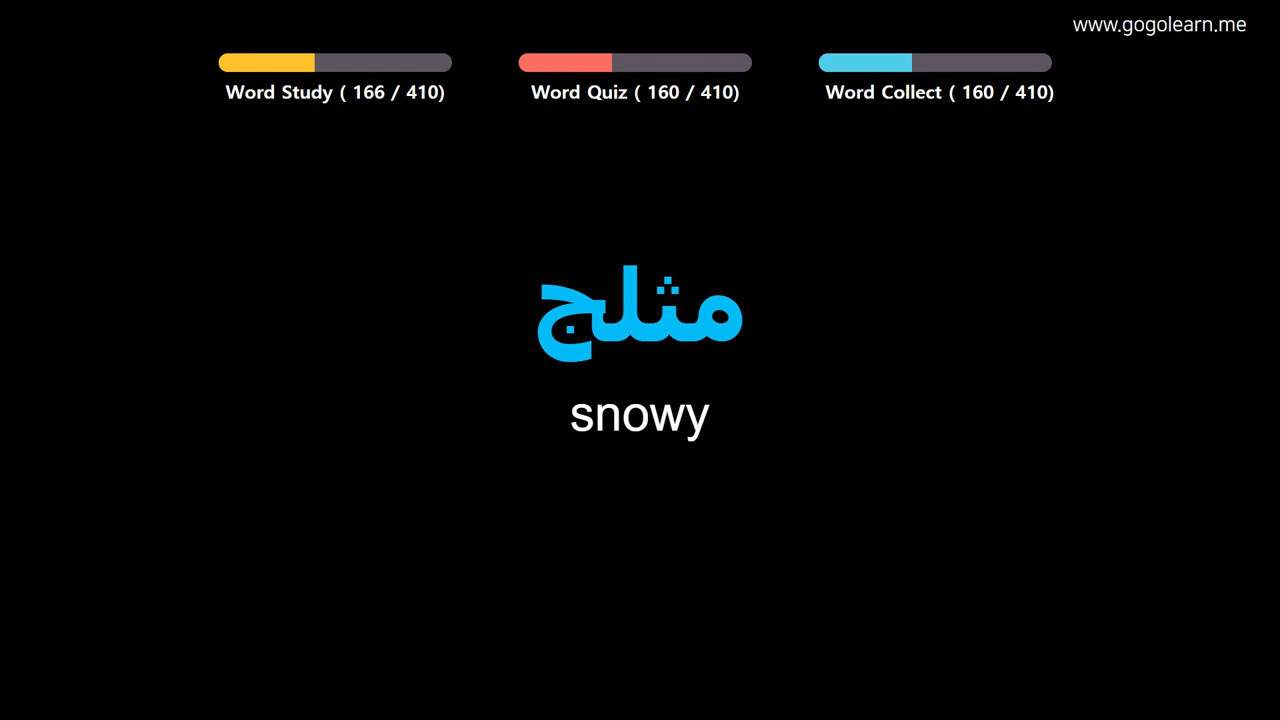 www.gogolearn.me
Word Study ( 166 / 410)
Word Quiz ( 160 / 410)
Word Collect ( 160 / 410)
مثلج
snowy